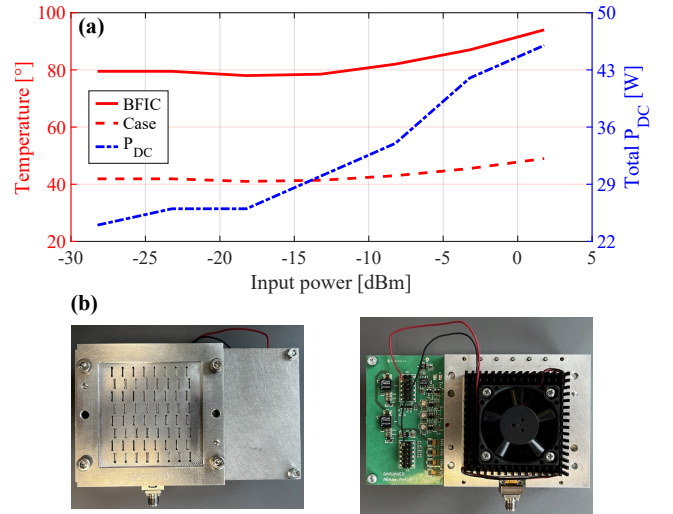 (a)
100
80
60
40
20
Temperature [°]
BFIC
Case
P_DC
50
43
36
29
22
Total P_DC [W]
-30 -25 -20 -15 -10 -5 0 5
Input power [dBm]
(b)